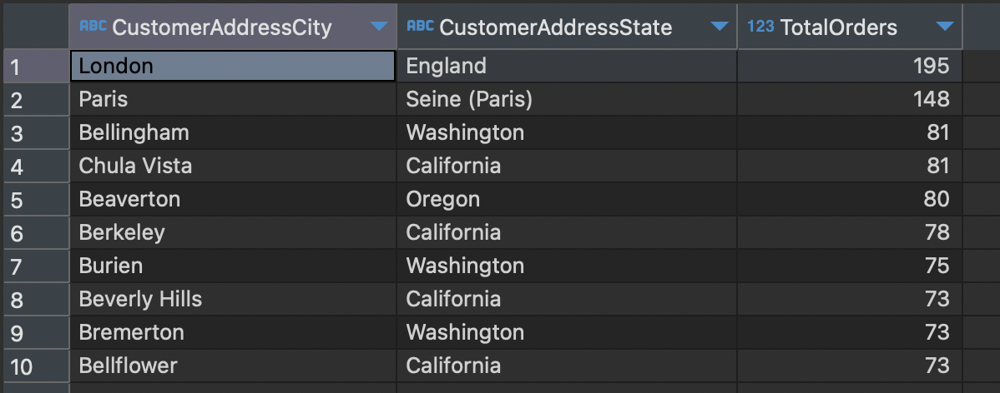 ABC CustomerAddressCity ABC CustomerAddressState 123 TotalOrders
1 London England 195
2 Paris Seine (Paris) 148
3 Bellingham Washington 81
4 Chula Vista California 81
5 Beaverton Oregon 80
6 Berkeley California 78
7 Burien Washington 75
8 Beverly Hills California 73
9 Bremerton Washington 73
10 Bellflower California 73